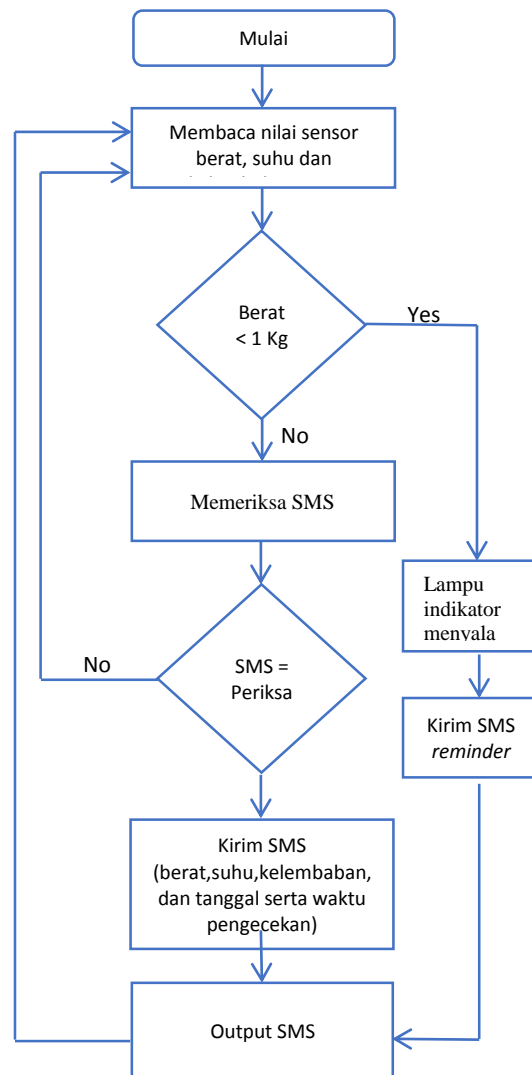 Mulai
Membaca nilai sensor
berat, suhu dan
Berat
< 1 Kg
Yes
No
Memeriksa SMS
Lampu
indikator
menyala
No
SMS =
Periksa
Kirim SMS
reminder
Kirim SMS
(berat,suhu,kelembaban,
dan tanggal serta waktu
pengecekan)
Output SMS